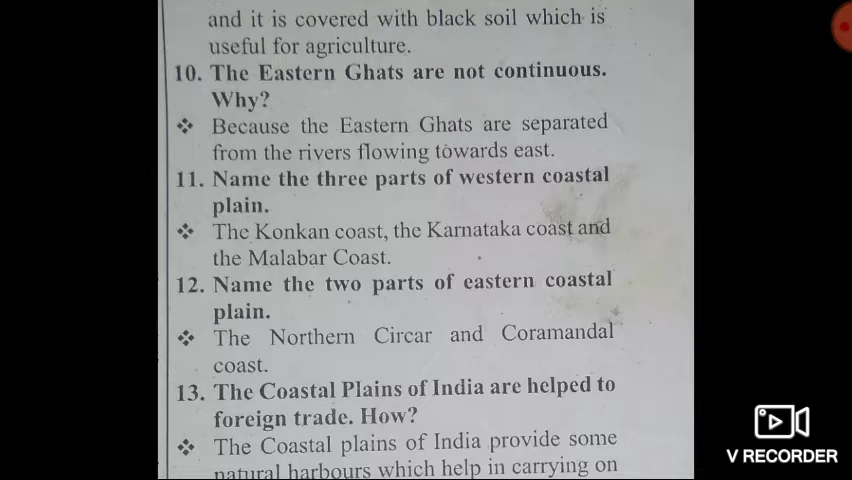 and it is covered with black soil which is
useful for agriculture.
10. The Eastern Ghats are not continuous.
Why?
❖ Because the Eastern Ghats are separated
from the rivers flowing towards east.
11. Name the three parts of western coastal
plain.
❖ The Konkan coast, the Karnataka coast and
the Malabar Coast.
12. Name the two parts of eastern coastal
plain.
❖ The Northern Circar and Coramandal
coast.
13. The Coastal Plains of India are helped to
foreign trade. How?
❖ The Coastal plains of India provide some
natural harbours which help in carrying on
V RECORDER